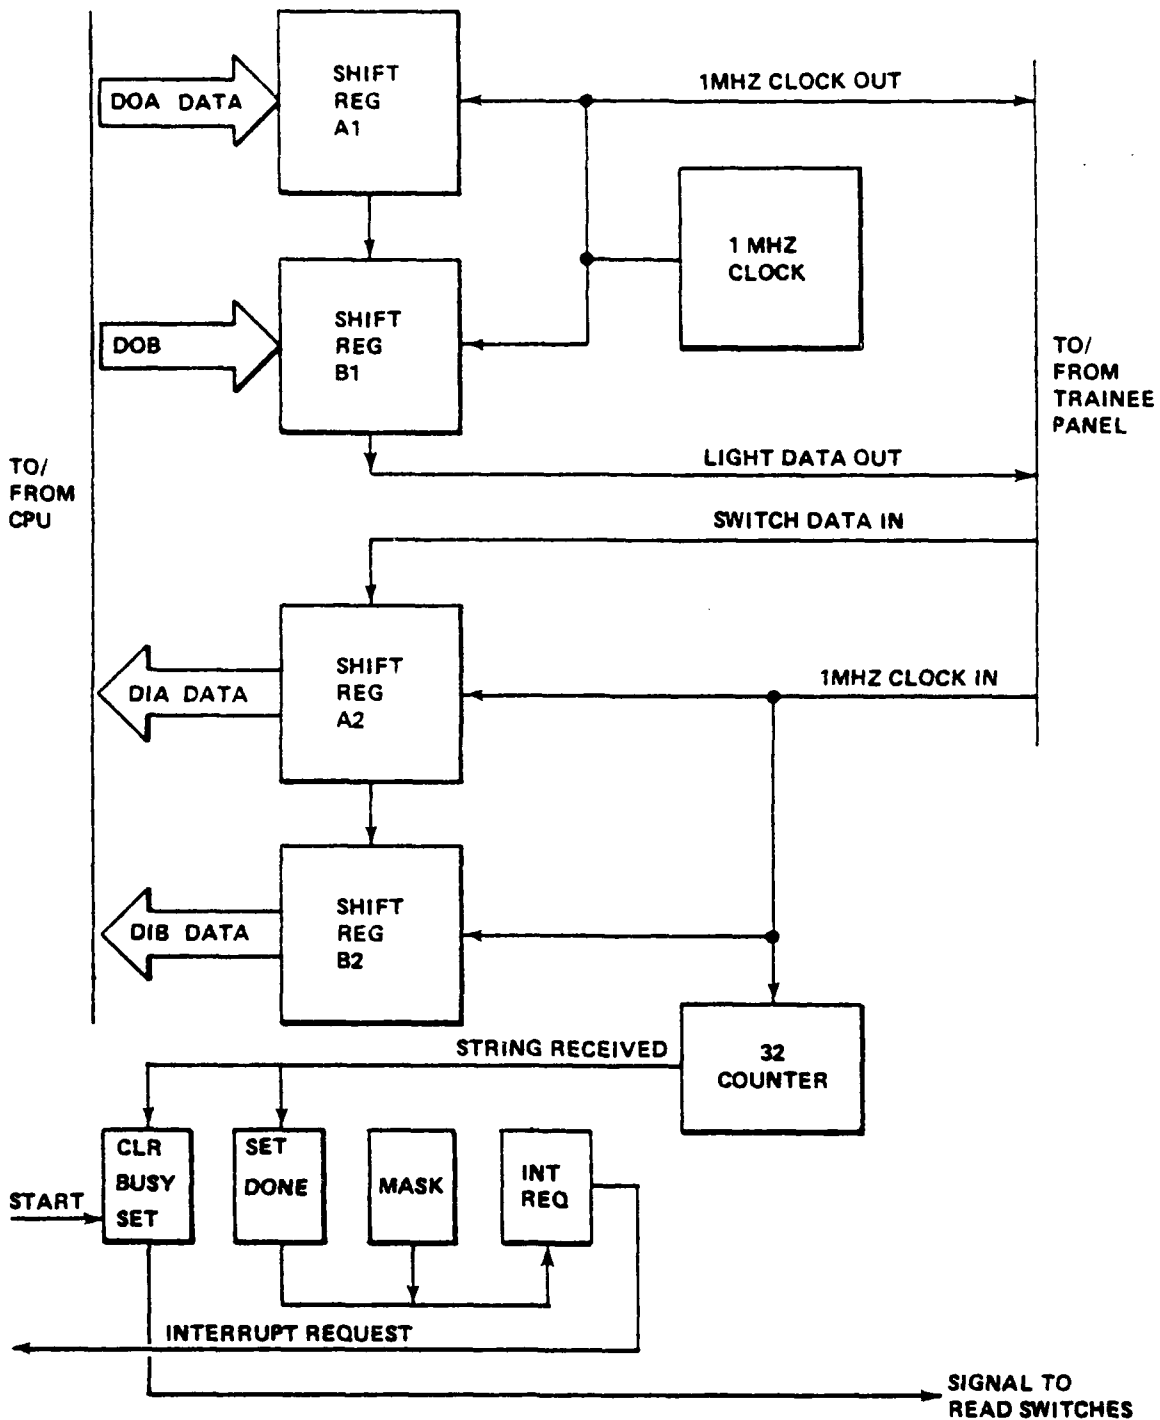 DOA DATA
SHIFT
REG
A1
1MHZ CLOCK OUT
1 MHZ
CLOCK
DOB
SHIFT
REG
B1
TO/
FROM
TRAINEE
PANEL
LIGHT DATA OUT
TO/
FROM
CPU
SWITCH DATA IN
DIA DATA
SHIFT
REG
A2
1MHZ CLOCK IN
DIB DATA
SHIFT
REG
B2
STRING RECEIVED
32
COUNTER
START
CLR
BUSY
SET
SET
DONE
MASK
INT
REQ
INTERRUPT REQUEST
SIGNAL TO
READ SWITCHES